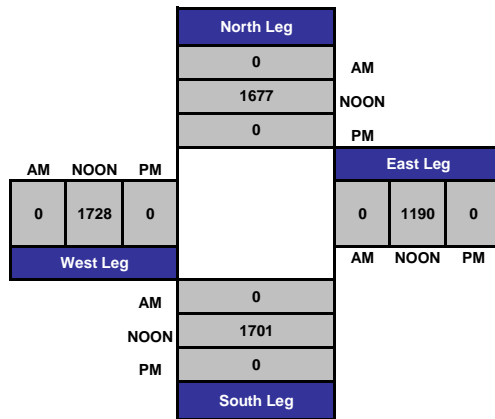 North Leg
0 AM
1677 NOON
0 PM
AM NOON PM East Leg
0 1728 0 0 1190 0
West Leg AM NOON PM
AM 0
NOON 1701
PM 0
South Leg